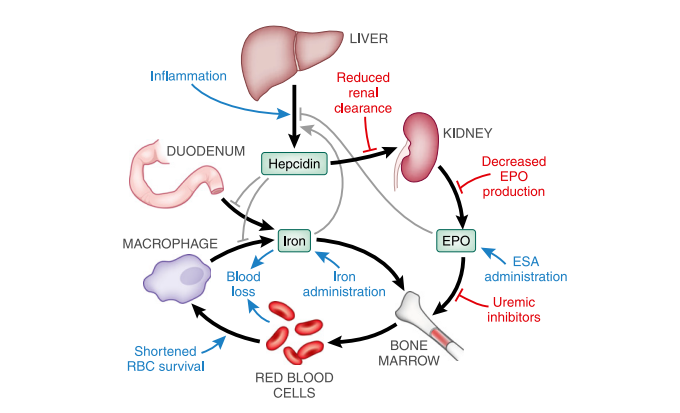 LIVER
Inflammation
Reduced
renal
clearance
KIDNEY
DUODENUM
Hepcidin
Decreased
EPO
production
MACROPHAGE
Iron
EPO
Blood
loss
Iron
administration
ESA
administration
Uremic
inhibitors
Shortened
RBC survival
BONE
MARROW
RED BLOOD
CELLS